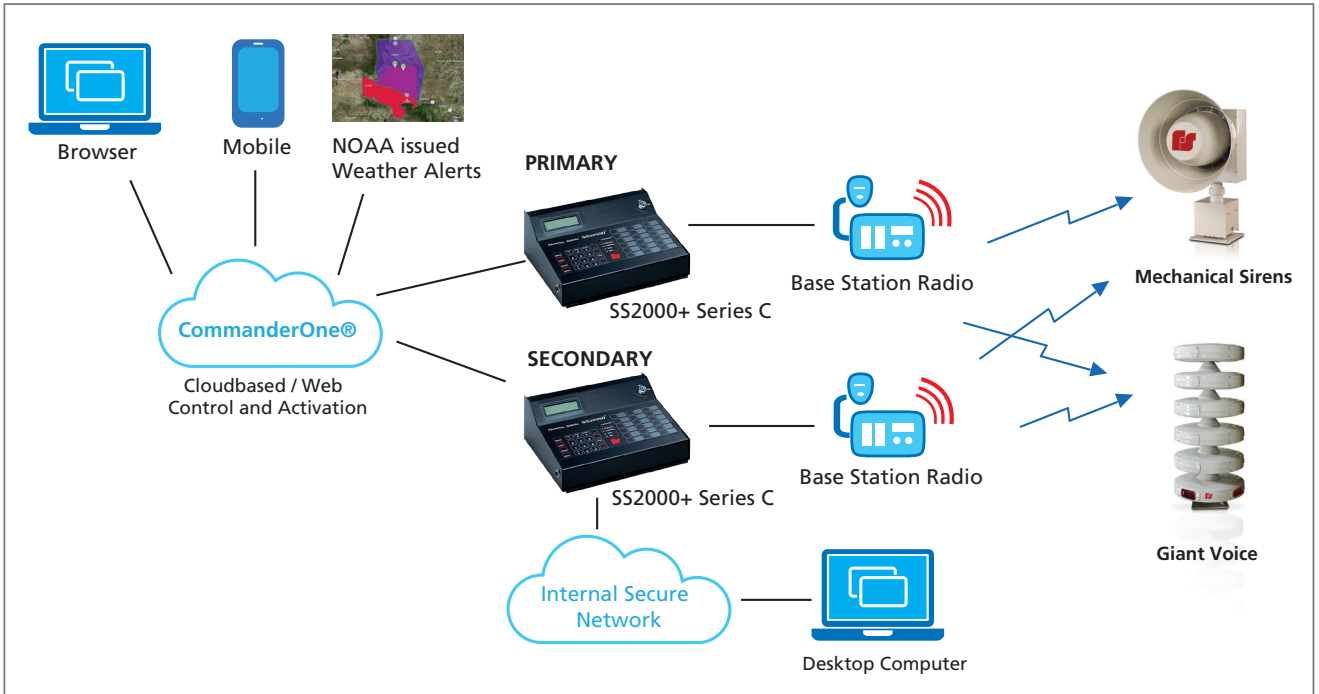 Browser
Mobile
NOAA issued
Weather Alerts
PRIMARY
SS2000+ Series C
Base Station Radio
Mechanical Sirens
CommanderOne®
Cloudbased / Web
Control and Activation
SECONDARY
SS2000+ Series C
Base Station Radio
Giant Voice
Internal Secure
Network
Desktop Computer